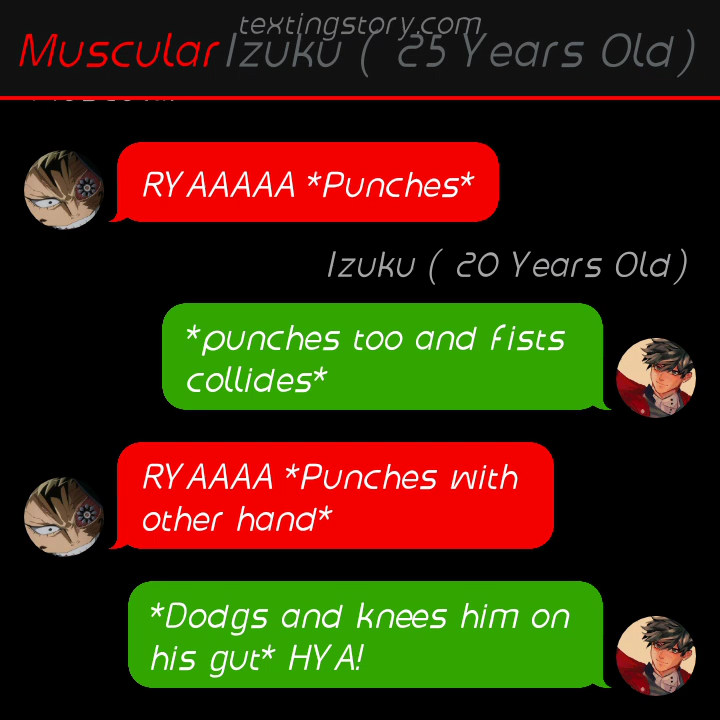 textingstory.com
Muscular Izuku ( 25 Years Old)
RYAAAAA *Punches*
Izuku ( 20 Years Old)
*punches too and fists
collides*
RYAAAA *Punches with
other hand*
*Dodgs and knees him on
his gut* HYA!